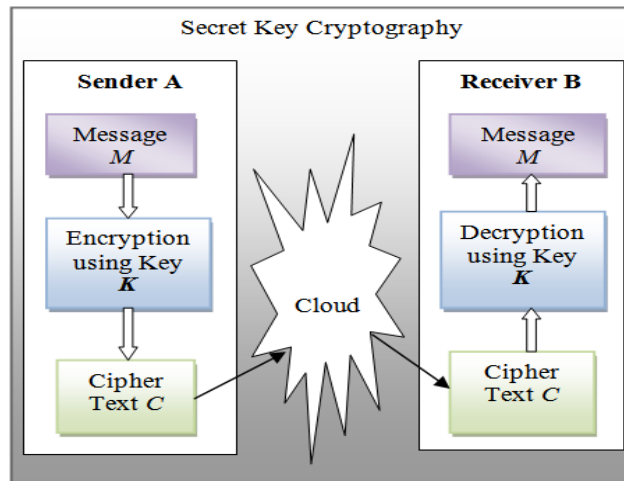 Secret Key Cryptography
Sender A
Message
M
Encryption
using Key
K
Cipher
Text C
Cloud
Receiver B
Message
M
Decryption
using Key
K
Cipher
Text C